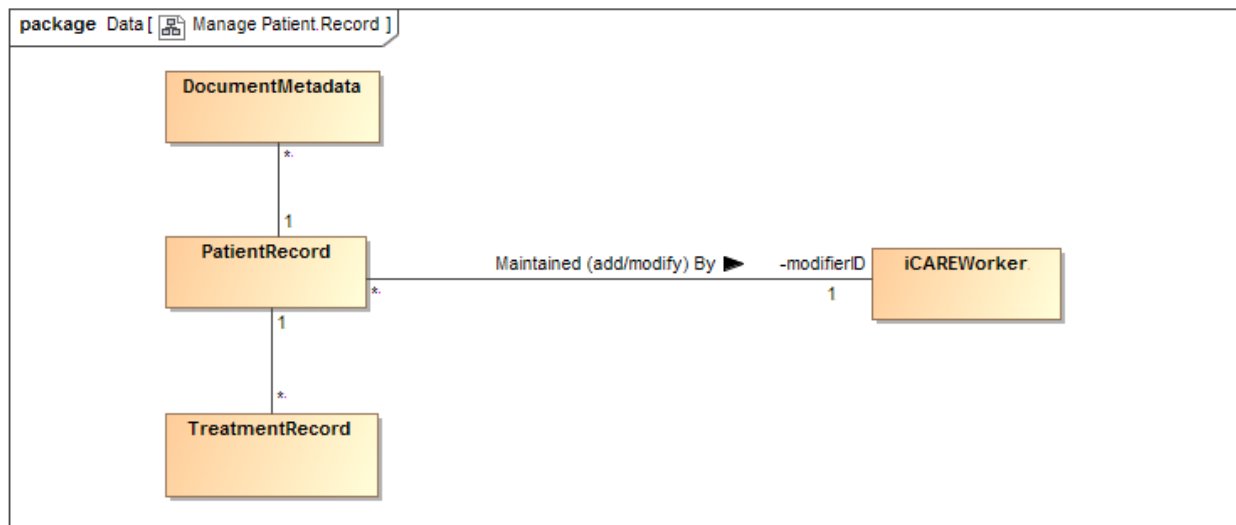 package Data [ Manage Patient.Record ]
DocumentMetadata
*
1
PatientRecord
Maintained (add/modify) By ▶ -modifierID
* 1
iCAREWorker
1
*
TreatmentRecord